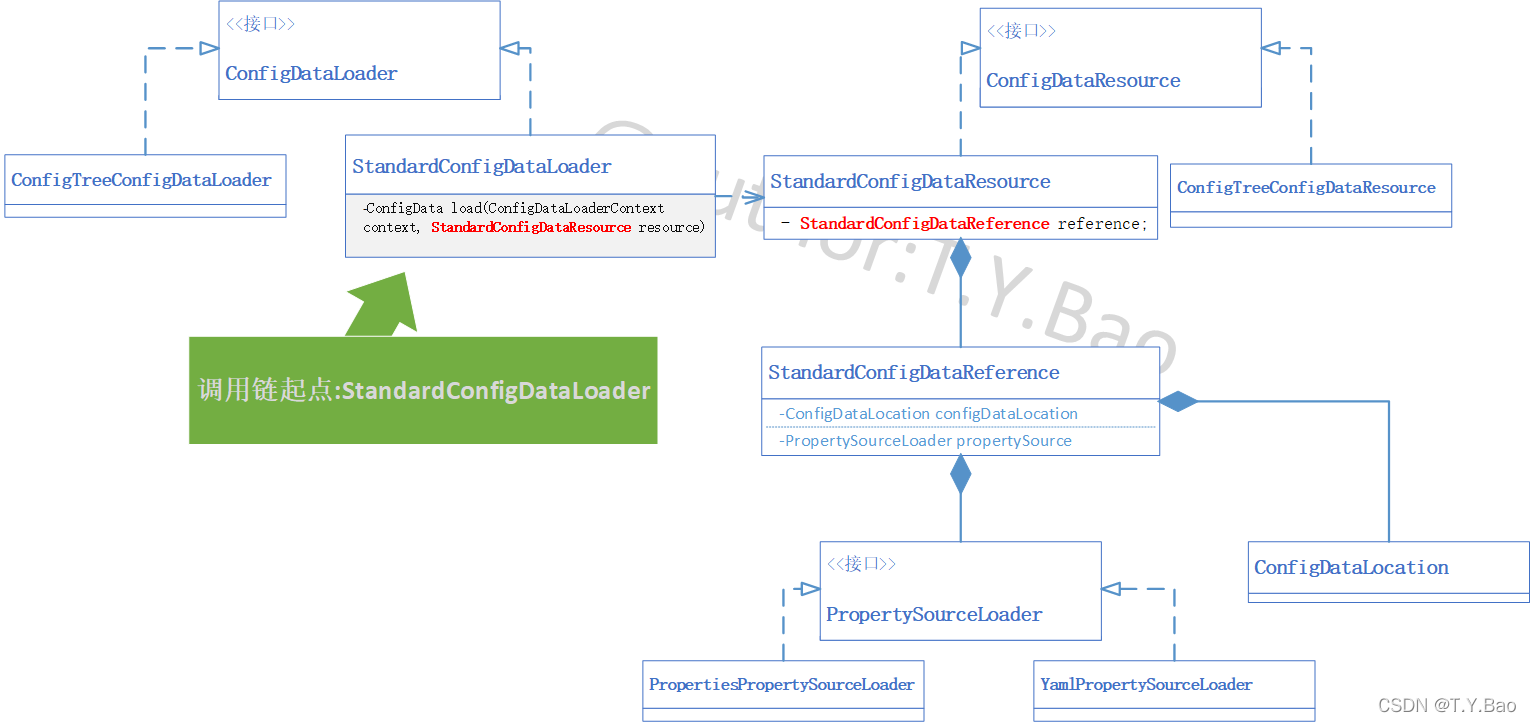 <<接口>>
ConfigDataLoader
<<接口>>
ConfigDataResource
ConfigTreeConfigDataLoader
StandardConfigDataLoader
-ConfigData load(ConfigDataLoaderContext
context, StandardConfigDataResource resource)
StandardConfigDataResource
- StandardConfigDataReference reference;
ConfigTreeConfigDataResource
@Author:T.Y.Bao
调用链起点:StandardConfigDataLoader
StandardConfigDataReference
-ConfigDataLocation configDataLocation
-PropertySourceLoader propertySource
<<接口>>
PropertySourceLoader
ConfigDataLocation
PropertiesPropertySourceLoader
YamlPropertySourceLoader
CSDN @T.Y.Bao